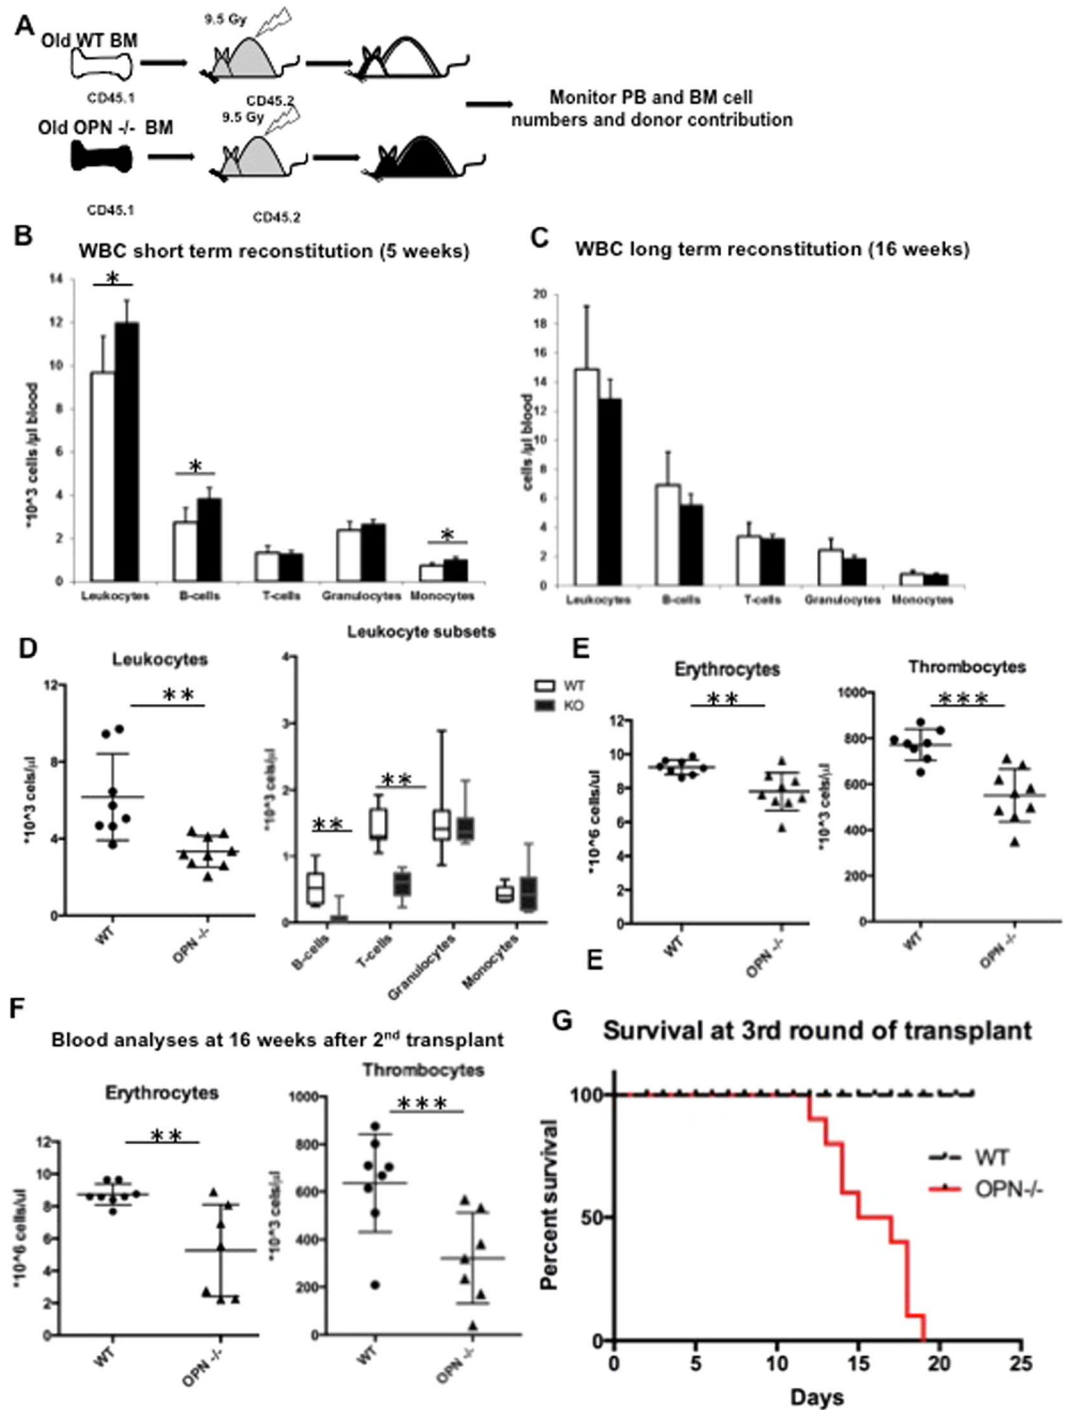 A
9.5 Gy
Old WT BM
CD45.1
CD45.2
9.5 Gy
Old OPN -/- BM
CD45.1
CD45.2
Monitor PB and BM cell
numbers and donor contribution
B
WBC short term reconstitution (5 weeks)
*10^3 cells /µl blood
14
12
10
8
6
4
2
0
*
*
*
Leukocytes B-cells T-cells Granulocytes Monocytes
C
WBC long term reconstitution (16 weeks)
cells /µl blood
20
18
16
14
12
10
8
6
4
2
0
Leukocytes B-cells T-cells Granulocytes Monocytes
D
Leukocytes
**
*10^3 cels/µl
12
8
4
0
WT
OPN -/-
Leukocyte subsets
*10^3 cels/µl
4
3
2
1
0
**
**
WT
KO
B-cells
T-cells
Granulocytes
Monocytes
E
Erythrocytes
**
*10^6 cells/ul
12
10
8
6
4
2
0
WT
OPN -/-
Thrombocytes
***
*10^3 cels/µl
1000
800
600
400
200
0
WT
OPN -/-
E
F
Blood analyses at 16 weeks after 2nd transplant
Erythrocytes
**
*10^6 cells/ul
12
10
8
6
4
2
0
WT
OPN -/-
Thrombocytes
***
*10^3 cels/µl
1000
800
600
400
200
0
WT
OPN -/-
G
Survival at 3rd round of transplant
Percent survival
100
50
0
WT
OPN-/-
0 5 10 15 20 25
Days